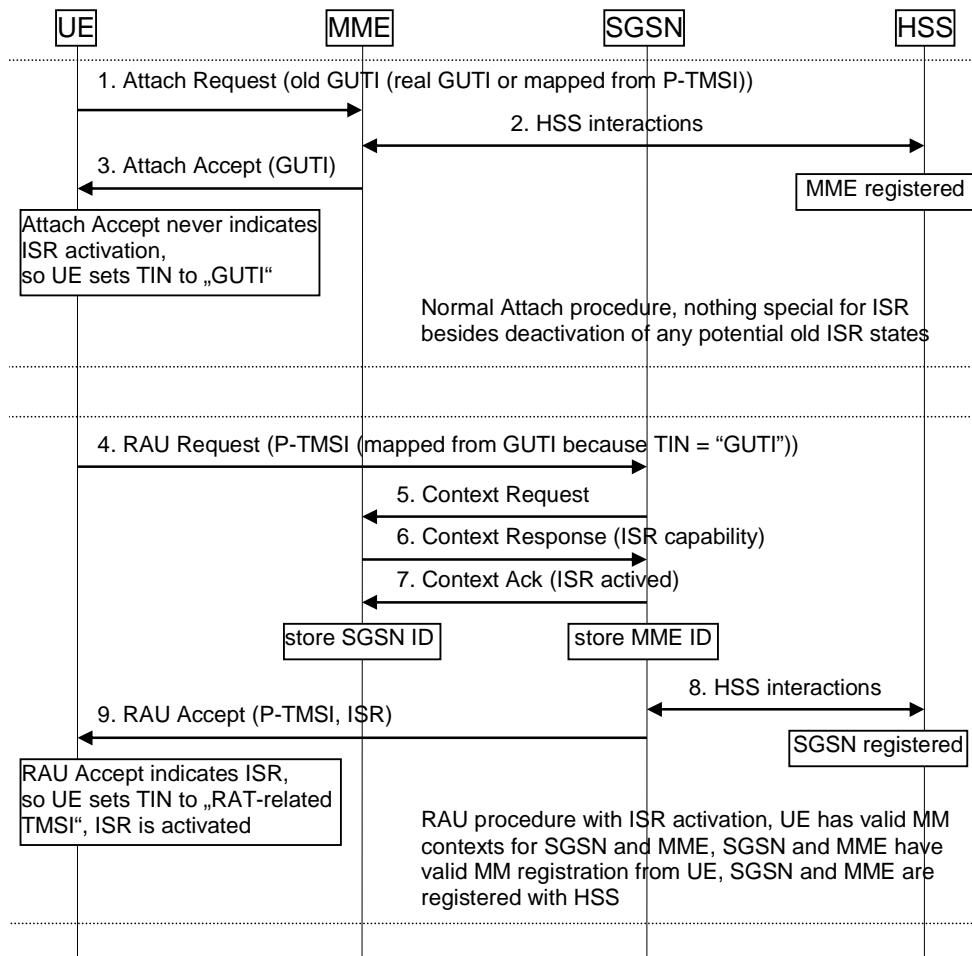 UE MME SGSN HSS
1. Attach Request (old GUTI (real GUTI or mapped from P-TMSI))
2. HSS interactions
3. Attach Accept (GUTI)
MME registered
Attach Accept never indicates
ISR activation,
so UE sets TIN to „GUTI“
Normal Attach procedure, nothing special for ISR
besides deactivation of any potential old ISR states
4. RAU Request (P-TMSI (mapped from GUTI because TIN = “GUTI”))
5. Context Request
6. Context Response (ISR capability)
7. Context Ack (ISR actived)
store SGSN ID
store MME ID
8. HSS interactions
9. RAU Accept (P-TMSI, ISR)
SGSN registered
RAU Accept indicates ISR,
so UE sets TIN to „RAT-related
TMSI“, ISR is activated
RAU procedure with ISR activation, UE has valid MM
contexts for SGSN and MME, SGSN and MME have
valid MM registration from UE, SGSN and MME are
registered with HSS